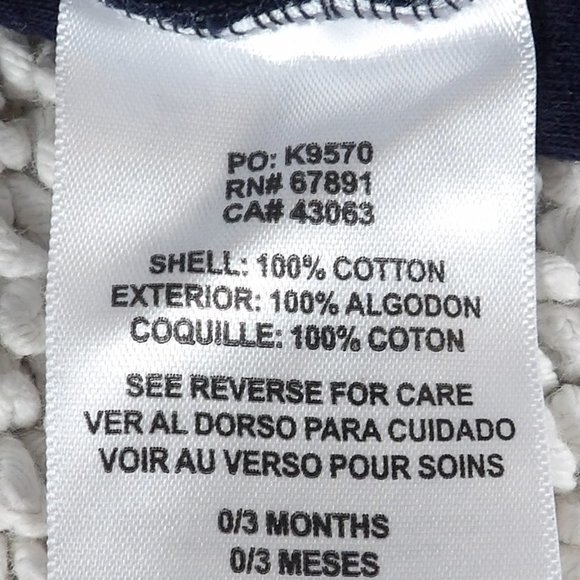 PO: K9570
RN# 67891
CA# 43063
SHELL: 100% COTTON
EXTERIOR: 100% ALGODON
COQUILLE: 100% COTON
SEE REVERSE FOR CARE
VER AL DORSO PARA CUIDADO
VOIR AU VERSO POUR SOINS
0/3 MONTHS
0/3 MESES